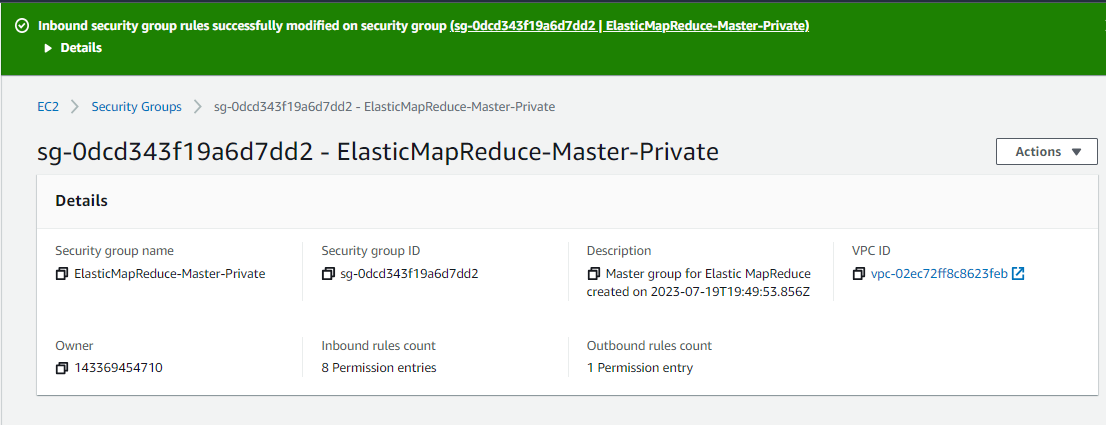 Inbound security group rules successfully modified on security group (sg-0dcd343f19a6d7dd2 | ElasticMapReduce-Master-Private)
Details
EC2 > Security Groups > sg-0dcd343f19a6d7dd2 - ElasticMapReduce-Master-Private
sg-0dcd343f19a6d7dd2 - ElasticMapReduce-Master-Private
Actions
Details
Security group name
ElasticMapReduce-Master-Private
Security group ID
sg-0dcd343f19a6d7dd2
Description
Master group for Elastic MapReduce
created on 2023-07-19T19:49:53.856Z
VPC ID
vpc-02ec72ff8c8623feb
Owner
143369454710
Inbound rules count
8 Permission entries
Outbound rules count
1 Permission entry